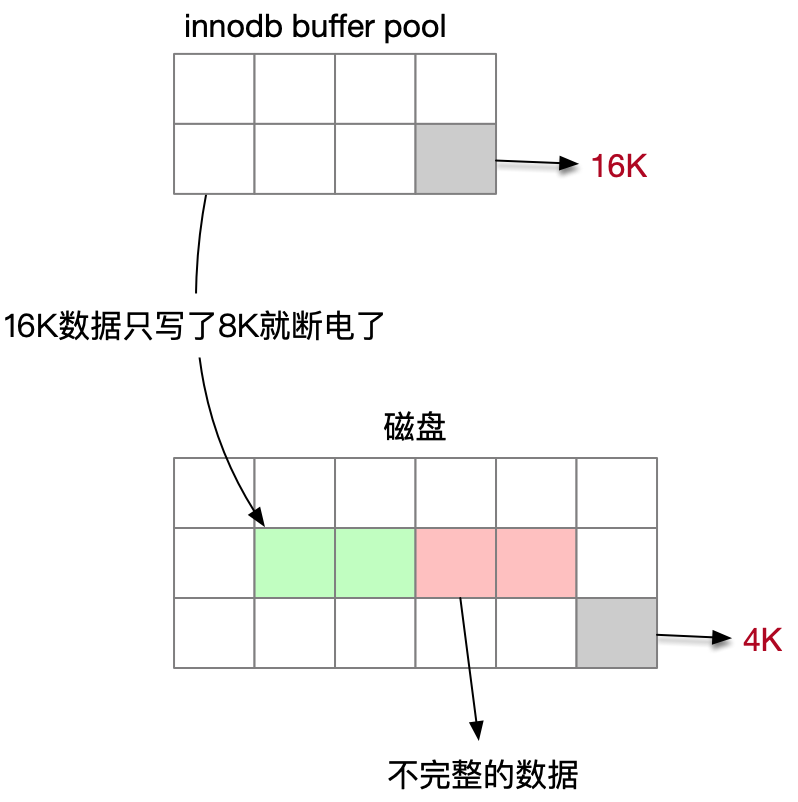 innodb buffer pool
16K
16K数据只写了8K就断电了
磁盘
4K
不完整的数据